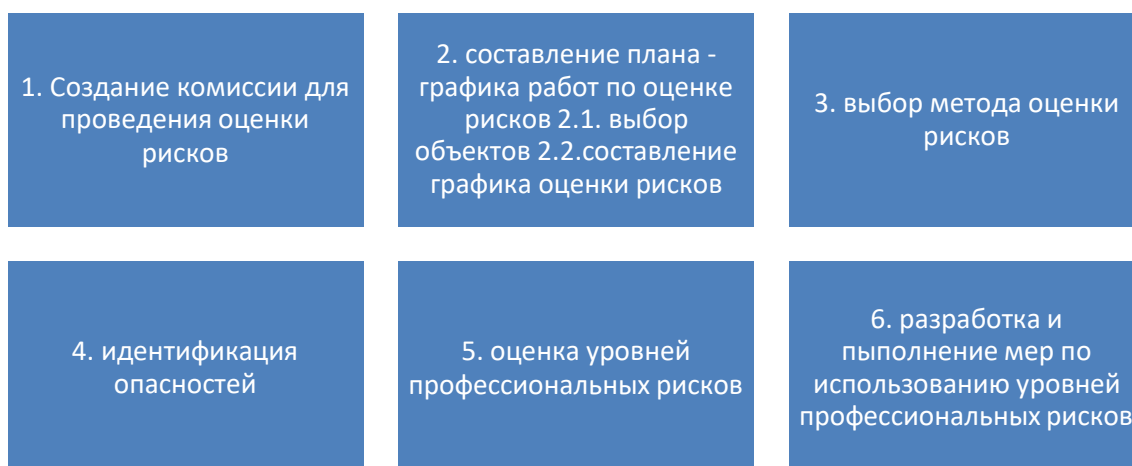 1. Создание комиссии для
проведения оценки
рисков
2. составление плана -
графика работ по оценке
рисков 2.1. выбор
объектов 2.2.составление
графика оценки рисков
3. выбор метода оценки
рисков
4. идентификация
опасностей
5. оценка уровней
профессиональных рисков
6. разработка и
пыполнение мер по
использованию уровней
профессиональных рисков